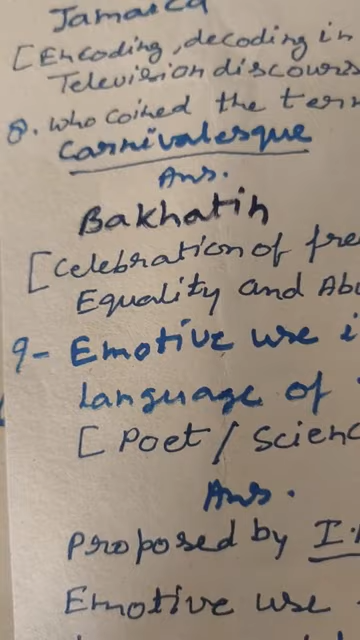 Jamaica
[Encoding, decoding in
Television discours
8. who coined the term
Carnivalesque
Ans.
Bakhatin
[Celebration of fre
Equality and Abu
9- Emotive use i
language of
[ Poet / Scienc
Ans.
Proposed by I.
Emotive use